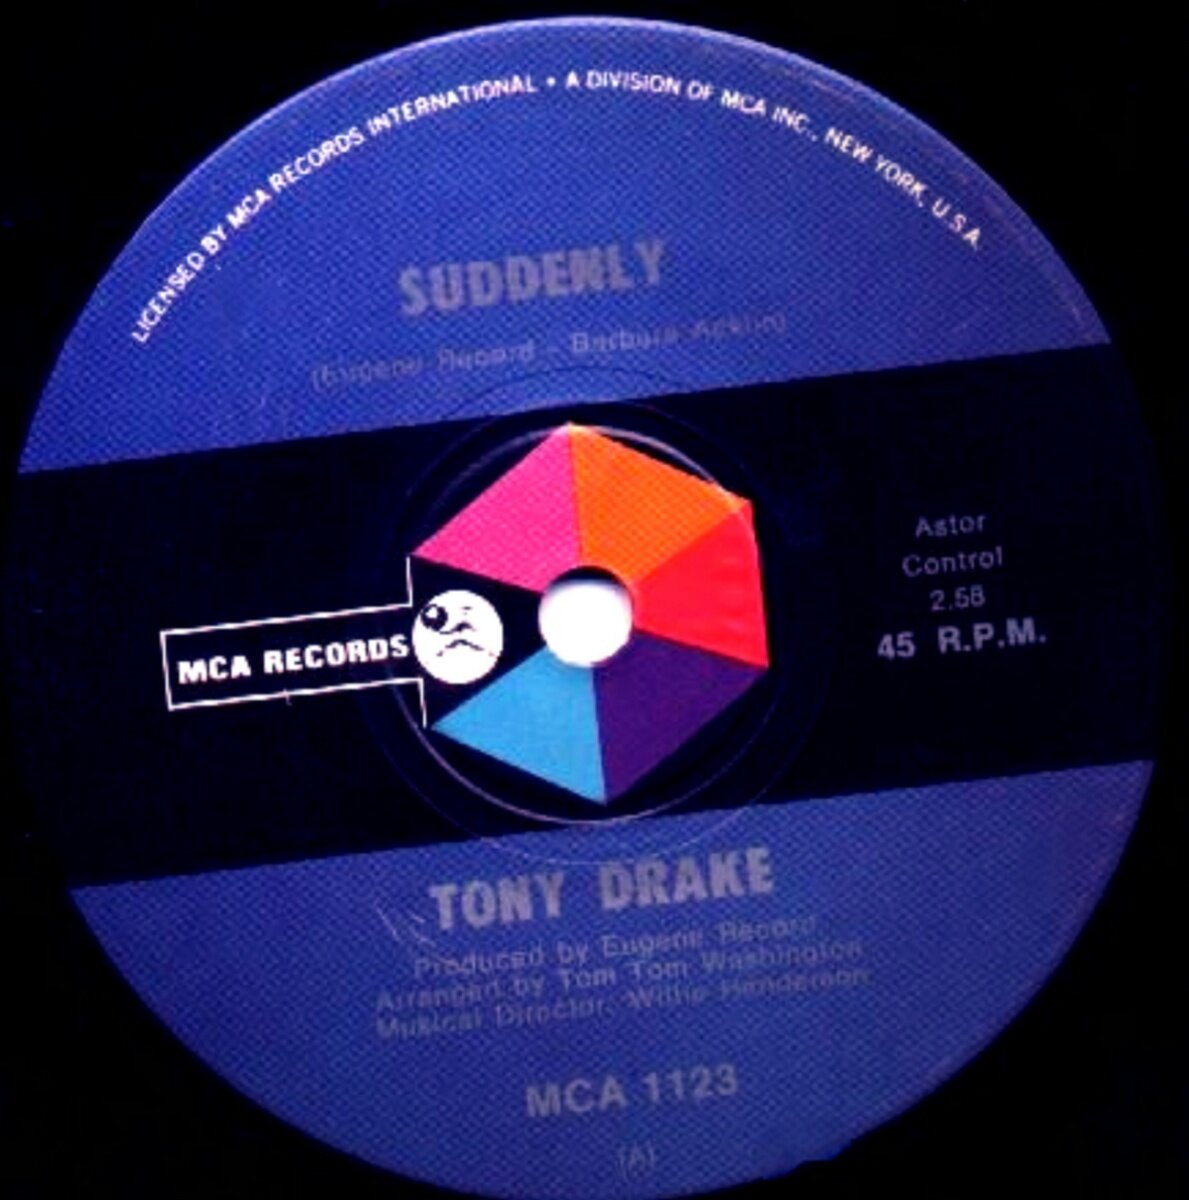 LICENSED BY MCA RECORDS INTERNATIONAL • A DIVISION OF MCA INC., NEW YORK, U.S.A.
SUDDENLY
(Eugene Record - Barbara Acklin)
Astor
Control
2.58
45 R.P.M.
MCA RECORDS
TONY DRAKE
Produced by Eugene Record
Arranged by Tom Tom Washington
Musical Director, Willie Henderson
MCA 1123
(A)